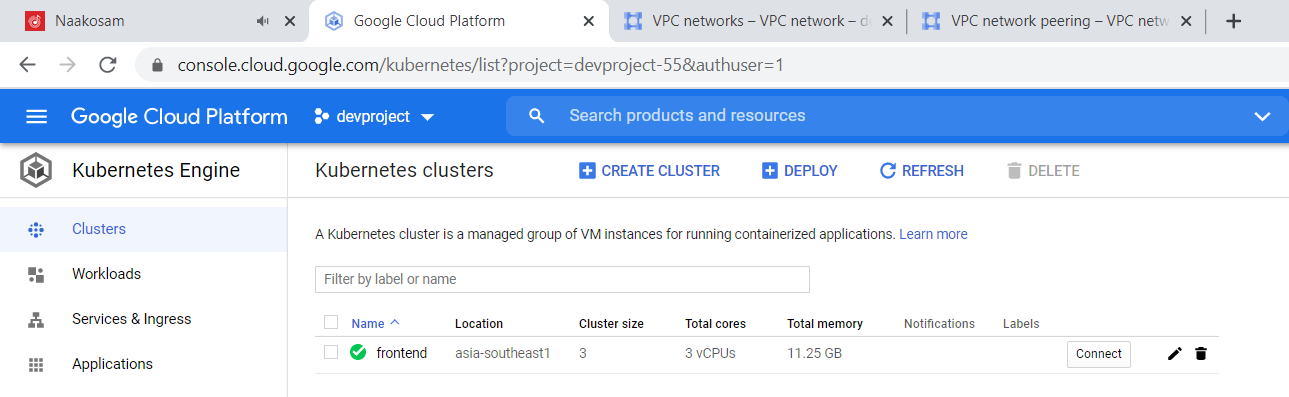 Naakosam
Google Cloud Platform
VPC networks – VPC network – de
VPC network peering – VPC netw
console.cloud.google.com/kubernetes/list?project=devproject-55&authuser=1
Google Cloud Platform
devproject
Search products and resources
Kubernetes Engine
Kubernetes clusters
CREATE CLUSTER
DEPLOY
REFRESH
DELETE
Clusters
Workloads
Services & Ingress
Applications
A Kubernetes cluster is a managed group of VM instances for running containerized applications. Learn more
Filter by label or name
Name Location Cluster size Total cores Total memory Notifications Labels
frontend asia-southeast1 3 3 vCPUs 11.25 GB Connect